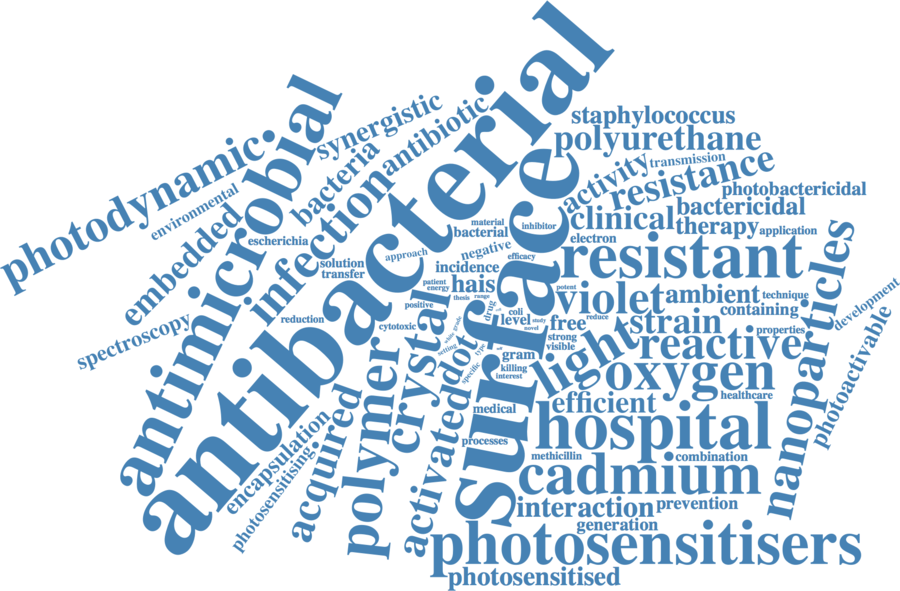 antibacterial
surface
antimicrobial
photodynamic
synergistic
antibiotic
bacteria
infection
environmental
embedded
escherichia
spectroscopy
solution
transfer
reduction
approach
cytotoxic
staphylococcus
polyurethane
activity
transmission
resistance
photobactericidal
bactericidal
clinical
therapy
application
material
bacterial
inhibitor
electron
negative
efficacy
incidence
resistant
hais
patient
energy
thesis
range
potent
positive
violet
ambient
technique
containing
drug
coli
level
study
novel
free
reduce
strain
properties
development
strong
visible
light
reactive
nanoparticles
photoactivable
while
grade
setting
type
specific
gram
killing
interest
oxygen
healthcare
efficient
crystal
polymer
dot
activated
acquired
encapsulation
photosensitising
medical
hospital
processes
methicillin
combination
cadmium
interaction
prevention
generation
photosensitisers
photosensitised